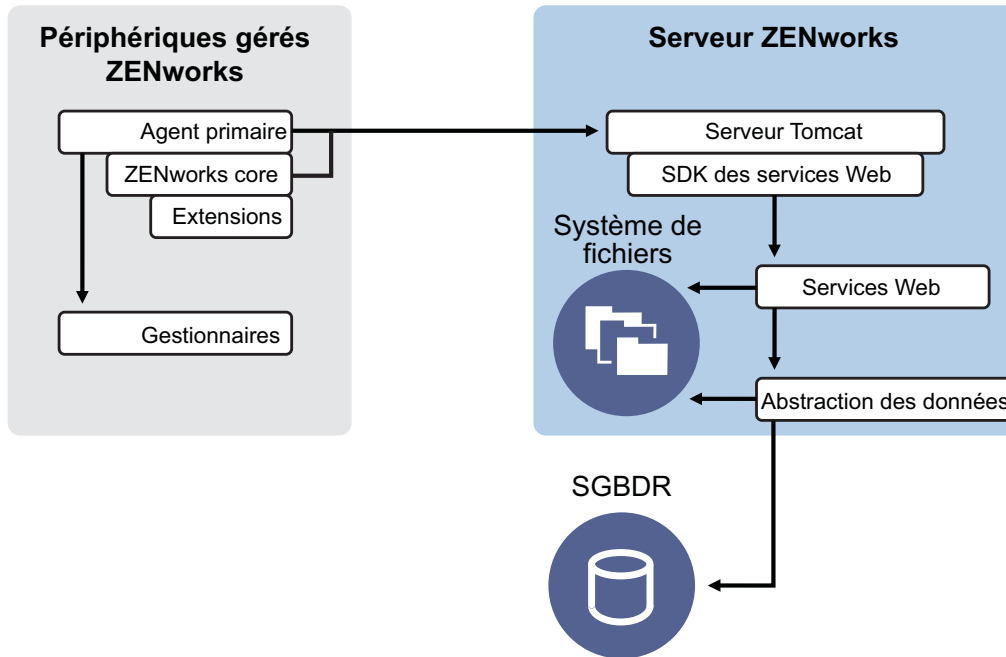 Périphériques gérés
ZENworks
Agent primaire
ZENworks core
Extensions
Gestionnaires
Serveur ZENworks
Serveur Tomcat
SDK des services Web
Système de
fichiers
Services Web
Abstraction des données
SGBDR